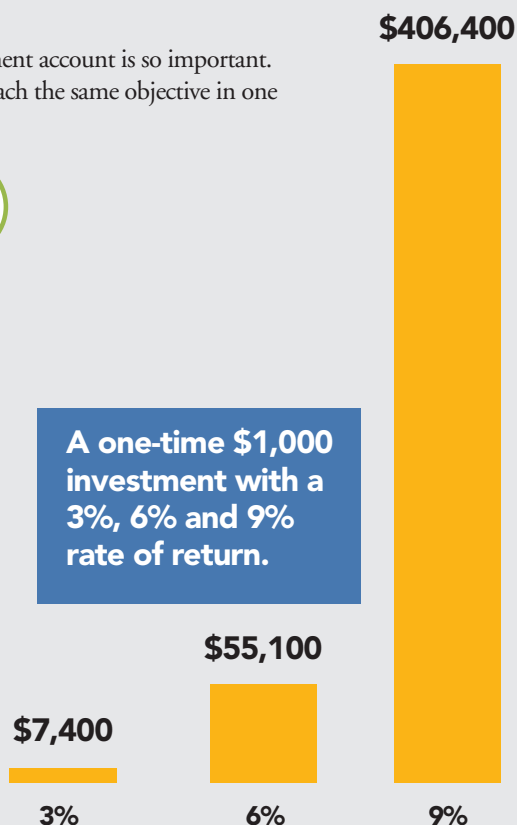 $406,400
ment account is so important.
ach the same objective in one
A one-time $1,000
investment with a
3%, 6% and 9%
rate of return.
$55,100
$7,400
3% 6% 9%